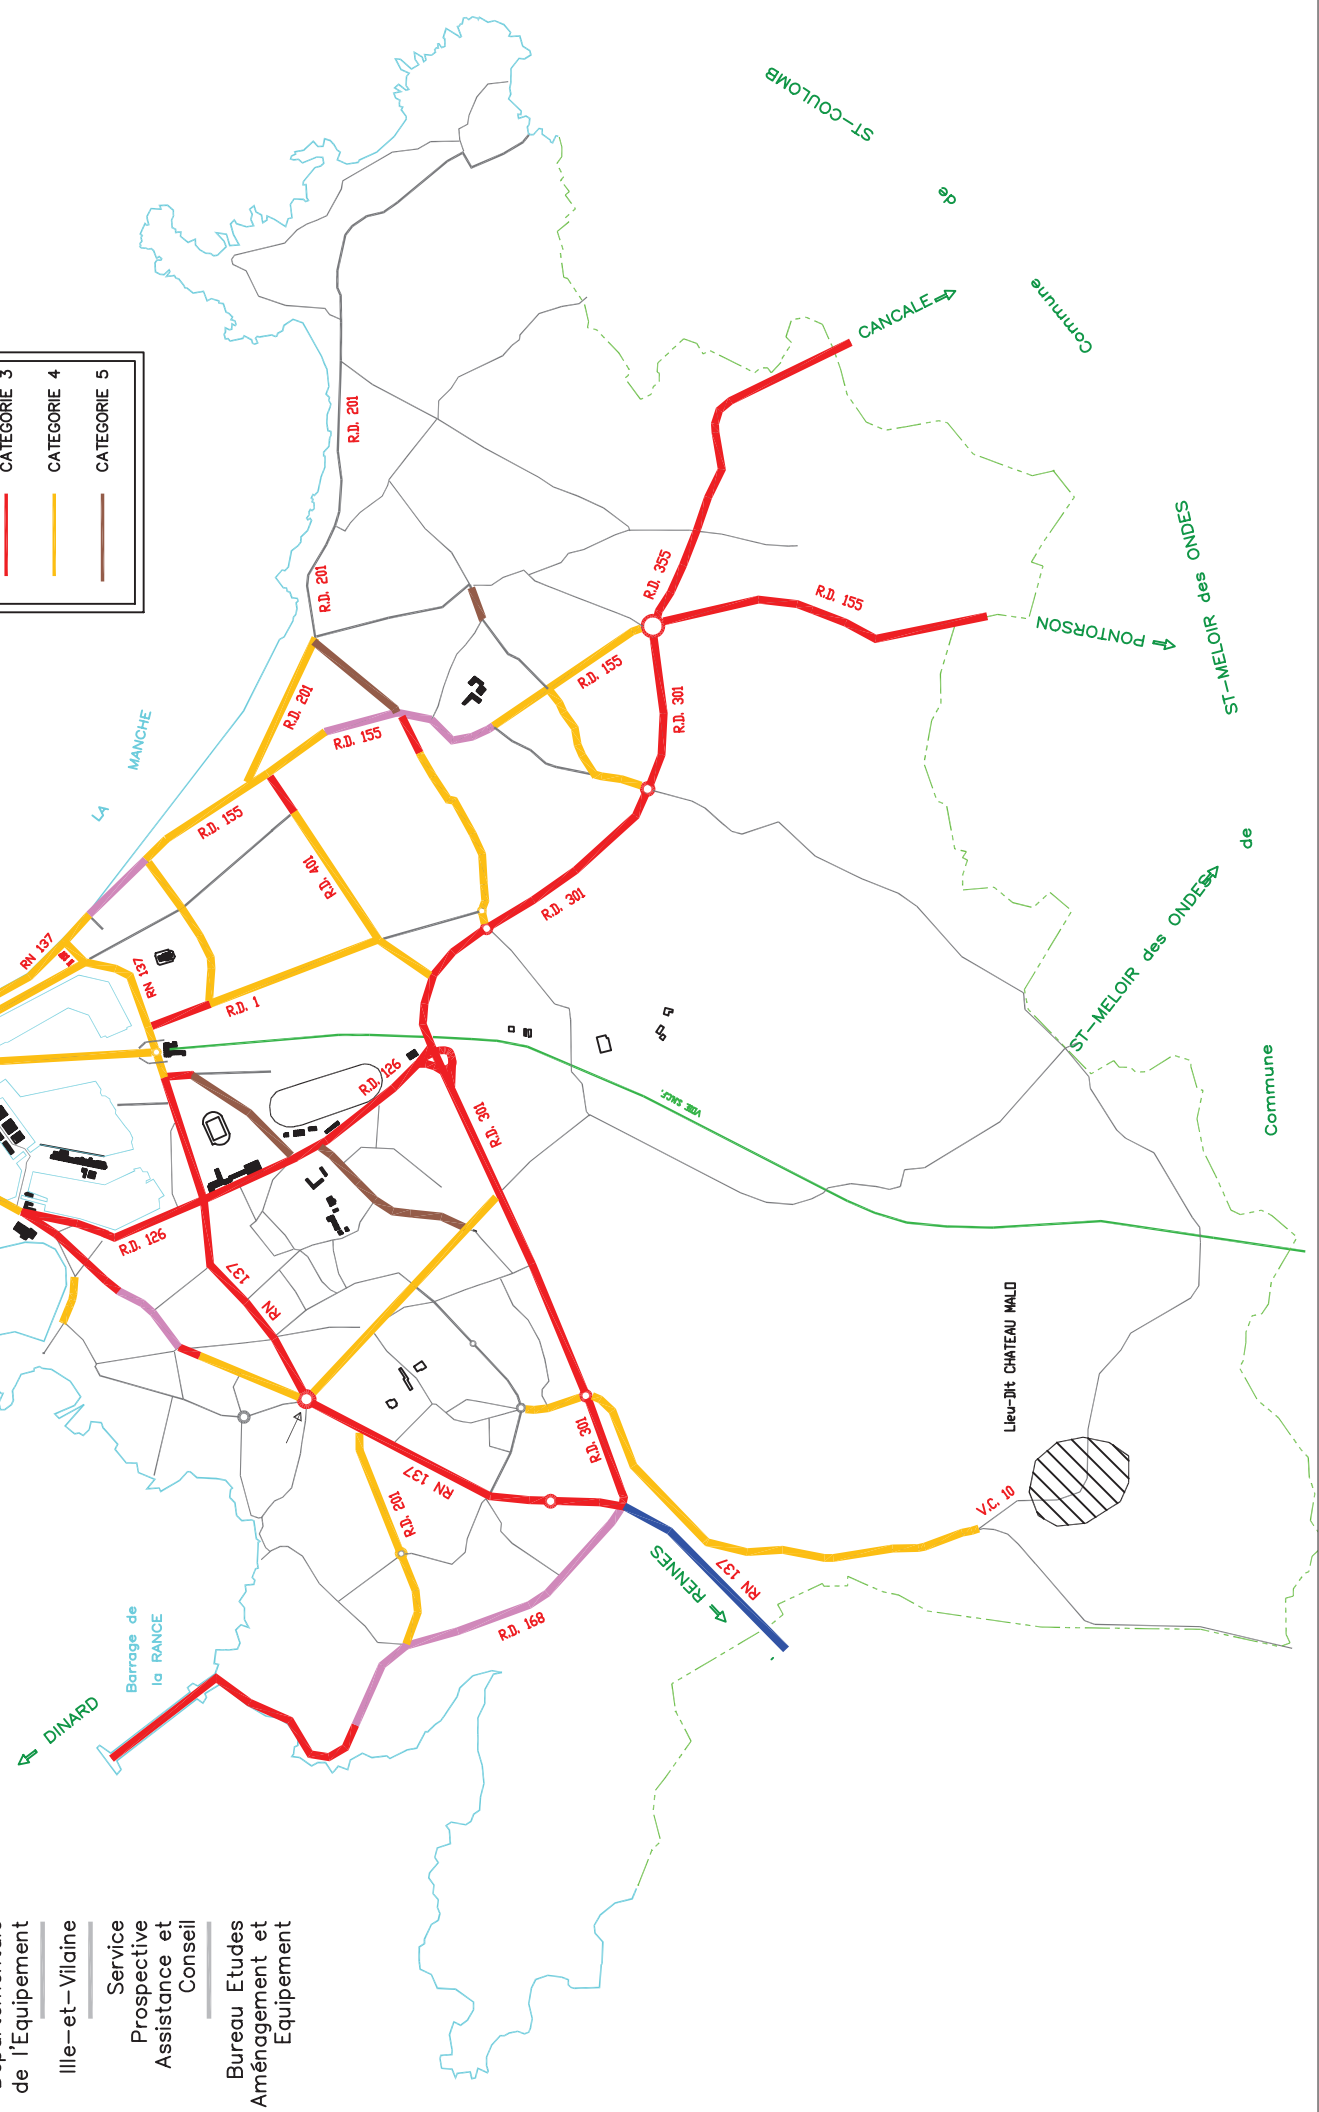 CATEGORIE 3
CATEGORIE 4
CATEGORIE 5
ST-COULOMB
de
Commune
CANCALE
R.D. 201
R.D. 201
R.D. 355
R.D. 155
PONTORSON
ST-MELOIR des ONDES
R.D. 201
R.D. 155
R.D. 155
R.D. 301
LA
MANCHE
R.D. 155
R.D. 401
R.D. 301
RN 137
RN 137
R.D. 1
de
ST-MELOIR des ONDES
Commune
R.D. 126
R.D. 301
VOIE S.N.C.F.
R.D. 126
RN 137
Lieu-Dit CHATEAU MALO
R.D. 301
RN 137
R.D. 201
V.C. 10
RENNES
RN 137
R.D. 168
Barrage de
la RANCE
DINARD
de l'Equipement
Ille-et-Vilaine
Service
Prospective
Assistance et
Conseil
Bureau Etudes
Aménagement et
Equipement